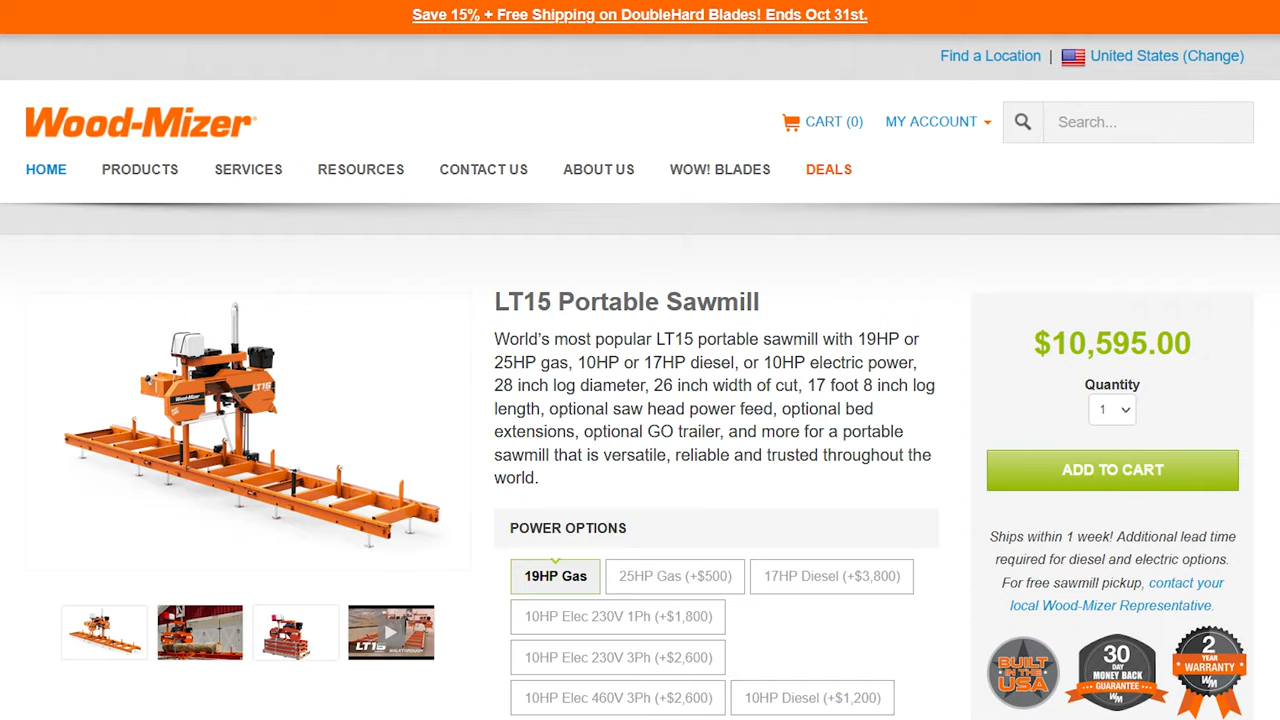 Save 15% + Free Shipping on DoubleHard Blades! Ends Oct 31st.
Find a Location | United States (Change)
Wood-Mizer
CART (0) MY ACCOUNT Search...
HOME PRODUCTS SERVICES RESOURCES CONTACT US ABOUT US WOW! BLADES DEALS
LT15 Portable Sawmill
World's most popular LT15 portable sawmill with 19HP or
25HP gas, 10HP or 17HP diesel, or 10HP electric power,
28 inch log diameter, 26 inch width of cut, 17 foot 8 inch log
length, optional saw head power feed, optional bed
extensions, optional GO trailer, and more for a portable
sawmill that is versatile, reliable and trusted throughout the
world.
POWER OPTIONS
19HP Gas 25HP Gas (+$500) 17HP Diesel (+$3,800)
10HP Elec 230V 1Ph (+$1,800)
10HP Elec 230V 3Ph (+$2,600)
10HP Elec 460V 3Ph (+$2,600) 10HP Diesel (+$1,200)
$10,595.00
Quantity
1
ADD TO CART
Ships within 1 week! Additional lead time
required for diesel and electric options.
For free sawmill pickup, contact your
local Wood-Mizer Representative.
BUILT
IN THE
USA
30
DAY
MONEY BACK
GUARANTEE
WM
2
YEAR
WARRANTY
WM
Wood-Mizer
LT15
LT15
WALKTHROUGH